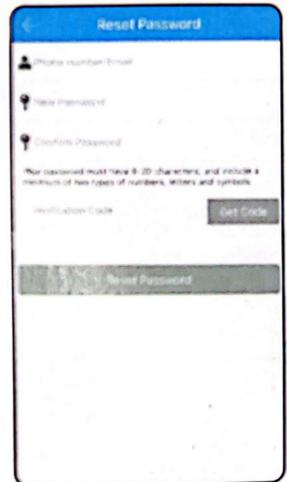 Reset Password
Phone number/Email
New Password
Confirm Password
Your password must have 8-20 characters, and include a
minimum of two types of numbers, letters and symbols
Verification Code
Get Code
Reset Password